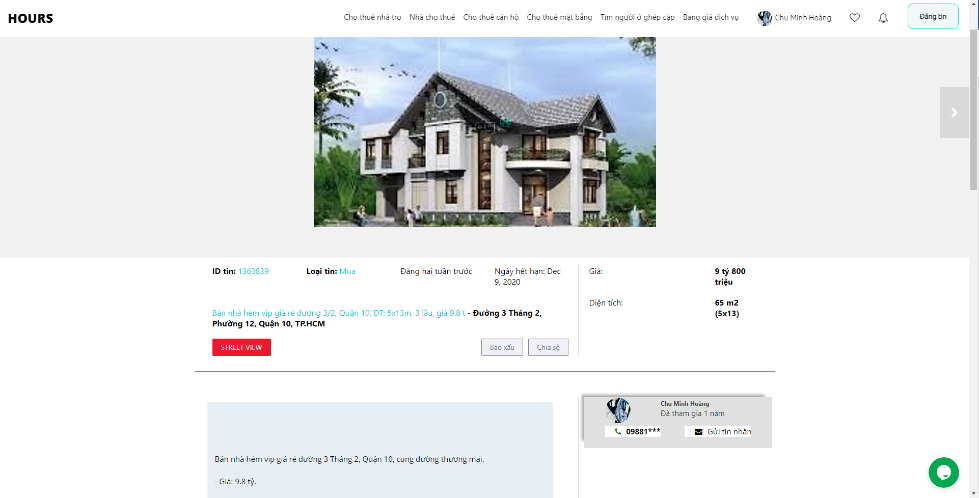 HOURS
Cho thuê nhà trọ Nhà cho thuê Cho thuê căn hộ Cho thuê mặt bằng Tìm người ở ghép cặp Bảng giá dịch vụ Chu Minh Hoàng Đăng tin
ID tin: 1363839 Loại tin: Mua Đăng hai tuần trước Ngày hết hạn: Dec 9, 2020
Giá: 9 tỷ 800 triệu
Diện tích: 65 m2 (5x13)
Bán nhà hẻm vip giá rẻ đường 3/2, Quận 10, DT: 5x13m, 3 lầu, giá 9.8 t - Đường 3 Tháng 2,
Phường 12, Quận 10, TP.HCM
STREET VIEW Báo xấu Chia sẻ
Chu Minh Hoàng
Đã tham gia 1 năm
09881*** Gửi tin nhắn
Bán nhà hẻm vip giá rẻ đường 3 Tháng 2, Quận 10, cung đường thương mại.
- Giá: 9.8 tỷ.